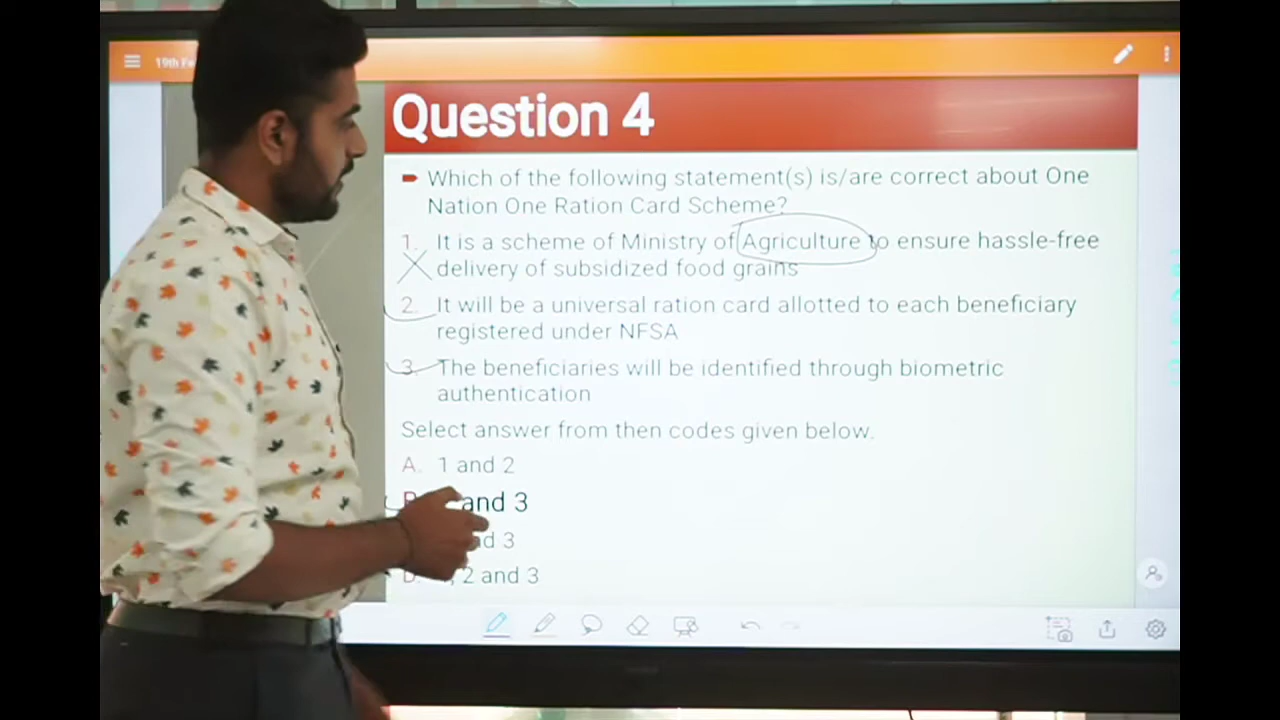 19th
Question 4
Which of the following statement(s) is/are correct about One
Nation One Ration Card Scheme?
1. It is a scheme of Ministry of Agriculture to ensure hassle-free
delivery of subsidized food grains
2. It will be a universal ration card allotted to each beneficiary
registered under NFSA
3. The beneficiaries will be identified through biometric
authentication
Select answer from then codes given below.
A. 1 and 2
and 3
and 3
D. 2 and 3